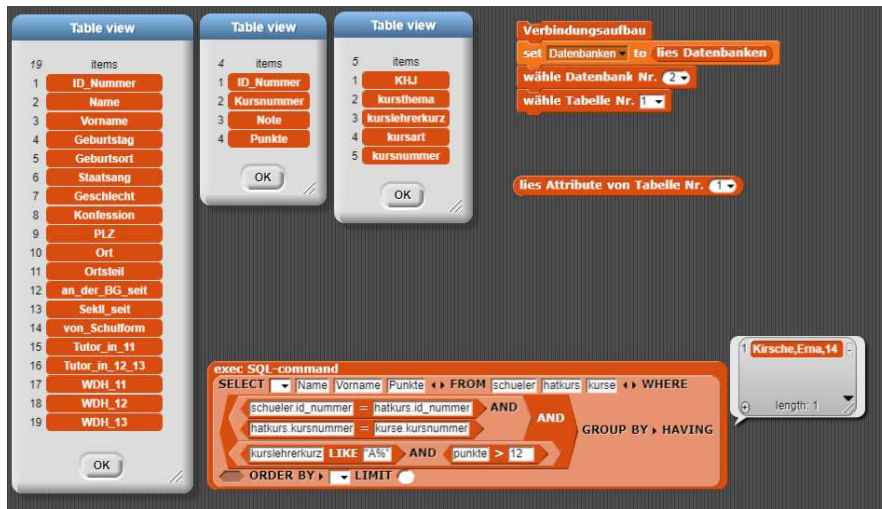 Table view
19 items
1 ID_Nummer
2 Name
3 Vorname
4 Geburtstag
5 Geburtsort
6 Staatsang
7 Geschlecht
8 Konfession
9 PLZ
10 Ort
11 Ortsteil
12 an_der_BG_seit
13 SekII_seit
14 von_Schulform
15 Tutor_in_11
16 Tutor_in_12_13
17 WDH_11
18 WDH_12
19 WDH_13
OK
Table view
4 items
1 ID_Nummer
2 Kursnummer
3 Note
4 Punkte
OK
Table view
5 items
1 KHJ
2 kursthema
3 kurslehrerkurz
4 kursart
5 kursnummer
OK
Verbindungsaufbau
set Datenbanken to lies Datenbanken
wähle Datenbank Nr. 2
wähle Tabelle Nr. 1
lies Attribute von Tabelle Nr. 1
exec SQL-command
SELECT Name Vorname Punkte FROM schueler hatkurs kurse WHERE
schueler.id_nummer = hatkurs.id_nummer AND
hatkurs.kursnummer = kurse.kursnummer
AND
kurslehrerkurz LIKE "A%" AND punkte > 12
GROUP BY HAVING
ORDER BY LIMIT
1 Kirsche,Erna,14
length: 1